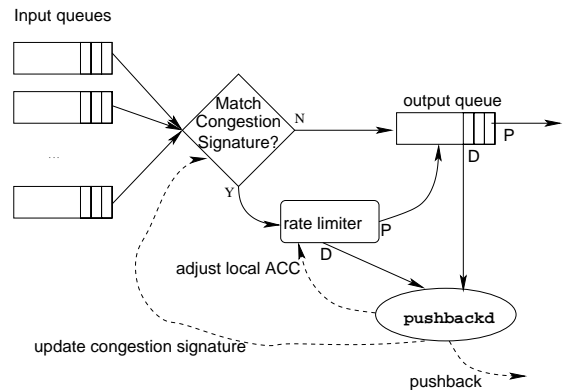 Input queues
Match
Congestion
Signature?
N
Y
output queue
P
D
...
rate limiter
P
D
adjust local ACC
pushbackd
update congestion signature
pushback